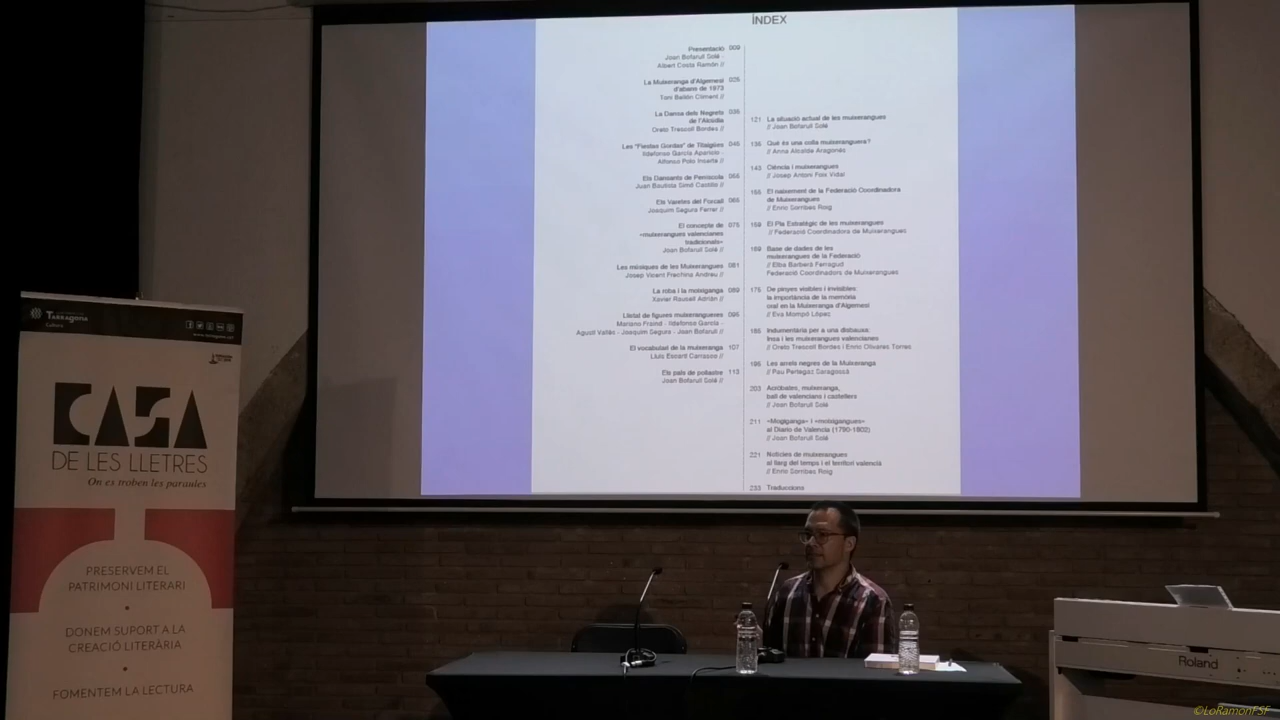 ÍNDEX
Presentació 009
Joan Bofarull Solé -
Albert Costa Ramón //
La Muixeranga d'Algemesí 025
d'abans de 1973
Toni Bellón Climent //
La Dansa dels Negrets 035
de l'Alcúdia
Oreto Trescolí Bordes //
Les "Fiestas Gordas" de Titaigües 045
Ildefonso García Aparicio -
Alfonso Polo Insarte //
Els Dansants de Peníscola 055
Juan Bautista Simó Castillo //
Els Varetes del Forcall 065
Joaquim Segura Ferrer //
El concepte de 075
«muixerangues valencianes
tradicionals»
Joan Bofarull Solé //
Les músiques de les Muixerangues 081
Josep Vicent Frechina Andreu //
La roba i la moixiganga 089
Xavier Rausell Adrián //
Llistat de figures muixerangueres 095
Mariano Fraind - Ildefonso García -
Agustí Vallés - Joaquim Segura - Joan Bofarull //
El vocabulari de la muixeranga 107
Lluís Escartí Carrasco //
Els pals de pollastre 113
Joan Bofarull Solé //
121 La situació actual de les muixerangues
// Joan Bofarull Solé
135 Què és una colla muixeranguera?
// Anna Alcaide Aragonés
143 Ciència i muixerangues
// Josep Antoni Foix Vidal
155 El naixement de la Federació Coordinadora
de Muixerangues
// Enric Sorribes Roig
159 El Pla Estratègic de les muixerangues
// Federació Coordinadora de Muixerangues
169 Base de dades de les
muixerangues de la Federació
// Elba Barberà Ferragud
Federació Coordinadora de Muixerangues
175 De pinyes visibles i invisibles:
la importància de la memòria
oral en la Muixeranga d'Algemesí
// Eva Mompó López
185 Indumentària per a una disbauxa:
Irisa i les muixerangues valencianes
// Oreto Trescolí Bordes i Enric Olivares Torres
195 Les arrels negres de la Muixeranga
// Pau Pertegaz Saragossà
203 Acròbates, muixeranga,
ball de valencians i castellers
// Joan Bofarull Solé
211 «Mogiganga» i «moixigangues»
al Diario de Valencia (1790-1802)
// Joan Bofarull Solé
221 Notícies de muixerangues
al llarg del temps i el territori valencià
// Enric Sorribes Roig
233 Traduccions
TARRAGONA
Cultura
CASA
DE LES LLETRES
On es troben les paraules
PRESERVEM EL
PATRIMONI LITERARI
•
DONEM SUPORT A LA
CREACIÓ LITERÀRIA
•
FOMENTEM LA LECTURA
Roland
©LoRamonFSF